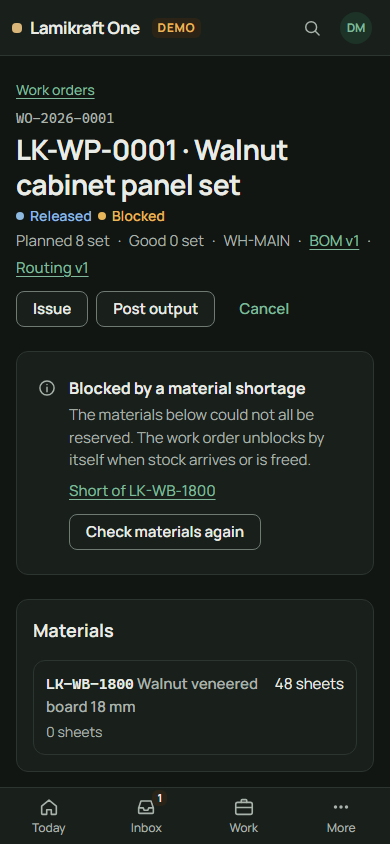 Lamikraft One DEMO DM
Work orders
WO-2026-0001
LK-WP-0001 · Walnut
cabinet panel set
Released Blocked
Planned 8 set · Good 0 set · WH-MAIN · BOM v1 ·
Routing v1
Issue Post output Cancel
Blocked by a material shortage
The materials below could not all be
reserved. The work order unblocks by
itself when stock arrives or is freed.
Short of LK-WB-1800
Check materials again
Materials
LK-WB-1800 Walnut veneered 48 sheets
board 18 mm
0 sheets
1
Today Inbox Work More